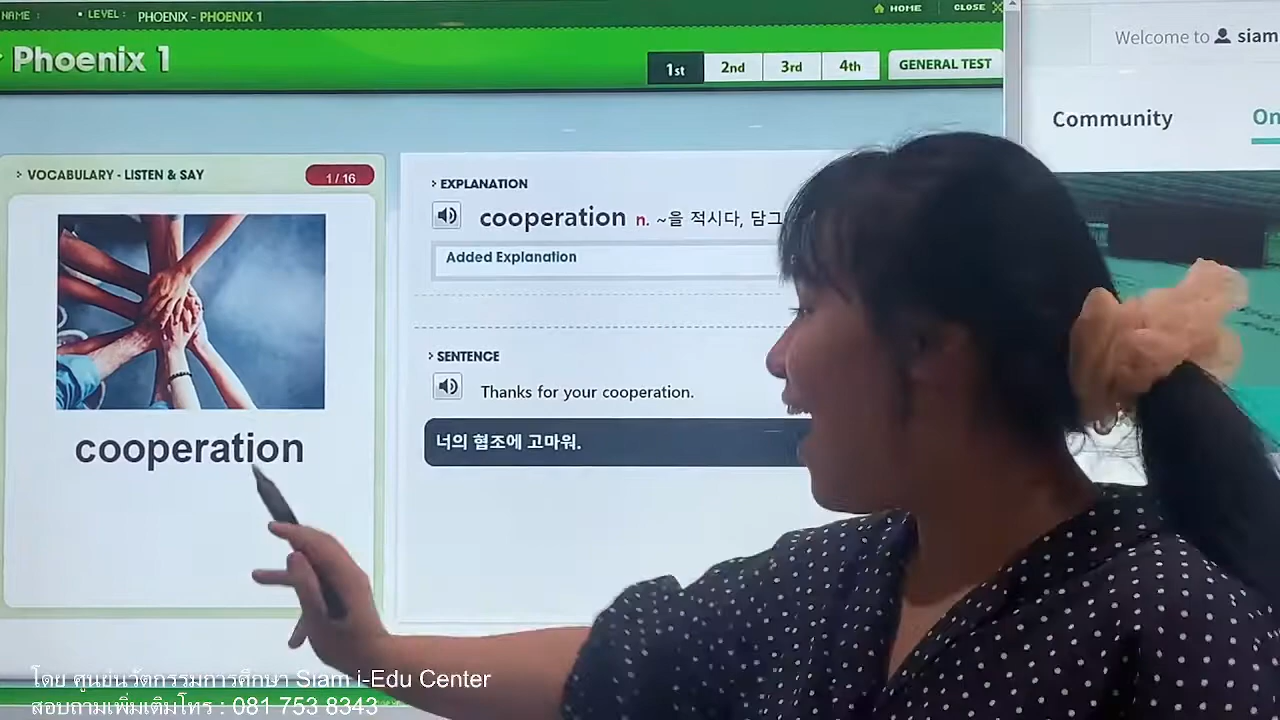 NAME :
LEVEL : PHOENIX - PHOENIX 1
HOME
CLOSE
Phoenix 1
1st
2nd
3rd
4th
GENERAL TEST
Welcome to siam
Community
On
VOCABULARY - LISTEN & SAY
1 / 16
cooperation
EXPLANATION
cooperation n. ~을 적시다, 담그
Added Explanation
SENTENCE
Thanks for your cooperation.
너의 협조에 고마워.
โดย ศูนย์นวัตกรรมการศึกษา Siam i-Edu Center
สอบถามเพิ่มเติมโทร : 081 753 8343